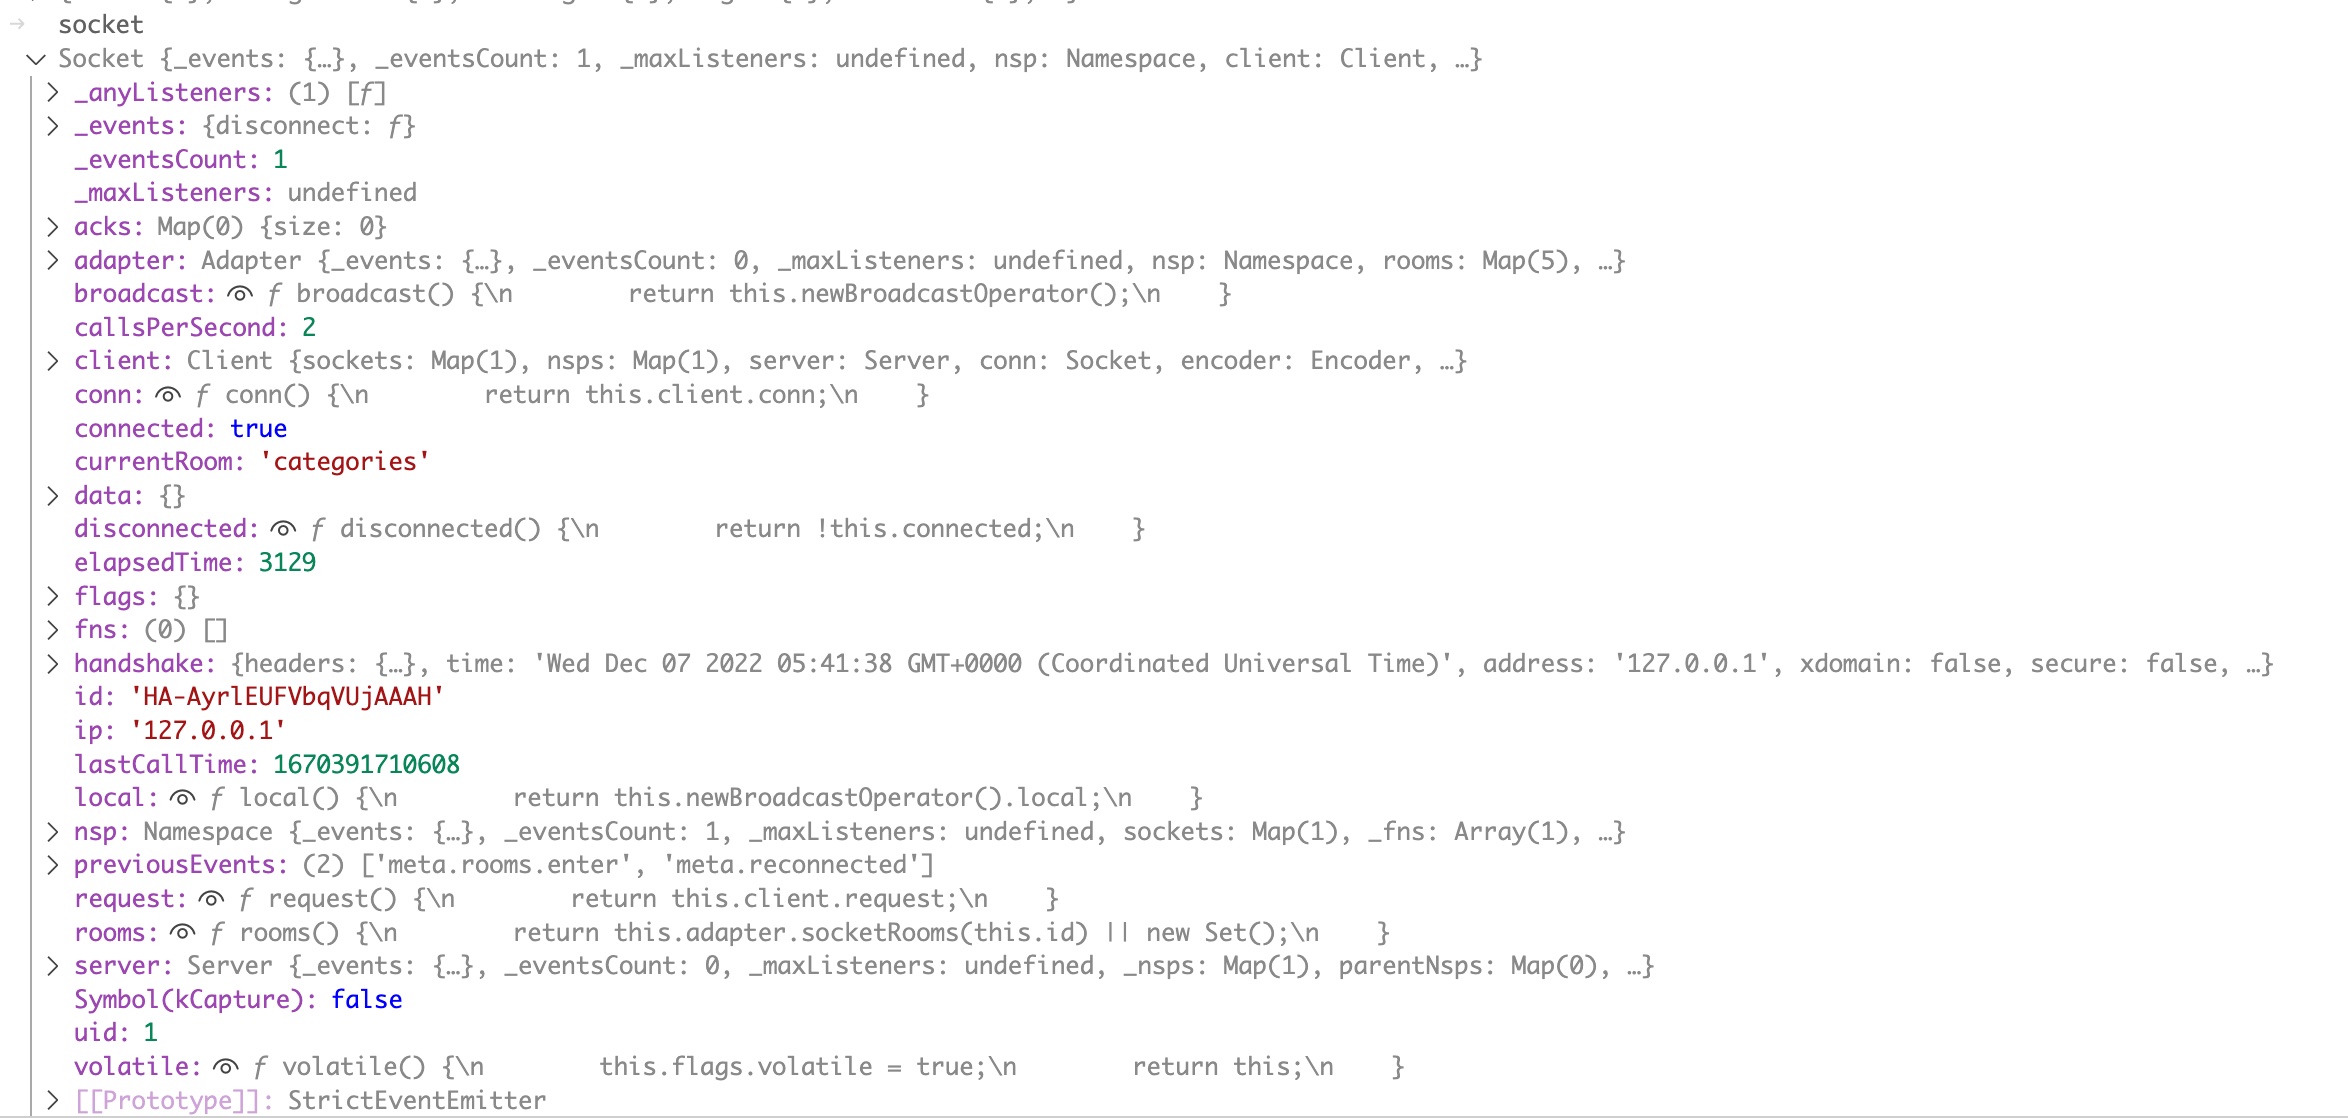 socket
Socket {_events: {…}, _eventsCount: 1, _maxListeners: undefined, nsp: Namespace, client: Client, …}
_anyListeners: (1) [ƒ]
_events: {disconnect: ƒ}
_eventsCount: 1
_maxListeners: undefined
acks: Map(0) {size: 0}
adapter: Adapter {_events: {…}, _eventsCount: 0, _maxListeners: undefined, nsp: Namespace, rooms: Map(5), …}
broadcast: ƒ broadcast() {\n        return this.newBroadcastOperator();\n    }
callsPerSecond: 2
client: Client {sockets: Map(1), nsps: Map(1), server: Server, conn: Socket, encoder: Encoder, …}
conn: ƒ conn() {\n        return this.client.conn;\n    }
connected: true
currentRoom: 'categories'
data: {}
disconnected: ƒ disconnected() {\n        return !this.connected;\n    }
elapsedTime: 3129
flags: {}
fns: (0) []
handshake: {headers: {…}, time: 'Wed Dec 07 2022 05:41:38 GMT+0000 (Coordinated Universal Time)', address: '127.0.0.1', xdomain: false, secure: false, …}
id: 'HA-AyrlEUFVbqVUjAAAH'
ip: '127.0.0.1'
lastCallTime: 1670391710608
local: ƒ local() {\n        return this.newBroadcastOperator().local;\n    }
nsp: Namespace {_events: {…}, _eventsCount: 1, _maxListeners: undefined, sockets: Map(1), _fns: Array(1), …}
previousEvents: (2) ['meta.rooms.enter', 'meta.reconnected']
request: ƒ request() {\n        return this.client.request;\n    }
rooms: ƒ rooms() {\n        return this.adapter.socketRooms(this.id) || new Set();\n    }
server: Server {_events: {…}, _eventsCount: 0, _maxListeners: undefined, _nsps: Map(1), parentNsps: Map(0), …}
Symbol(kCapture): false
uid: 1
volatile: ƒ volatile() {\n        this.flags.volatile = true;\n        return this;\n    }
[[Prototype]]: StrictEventEmitter